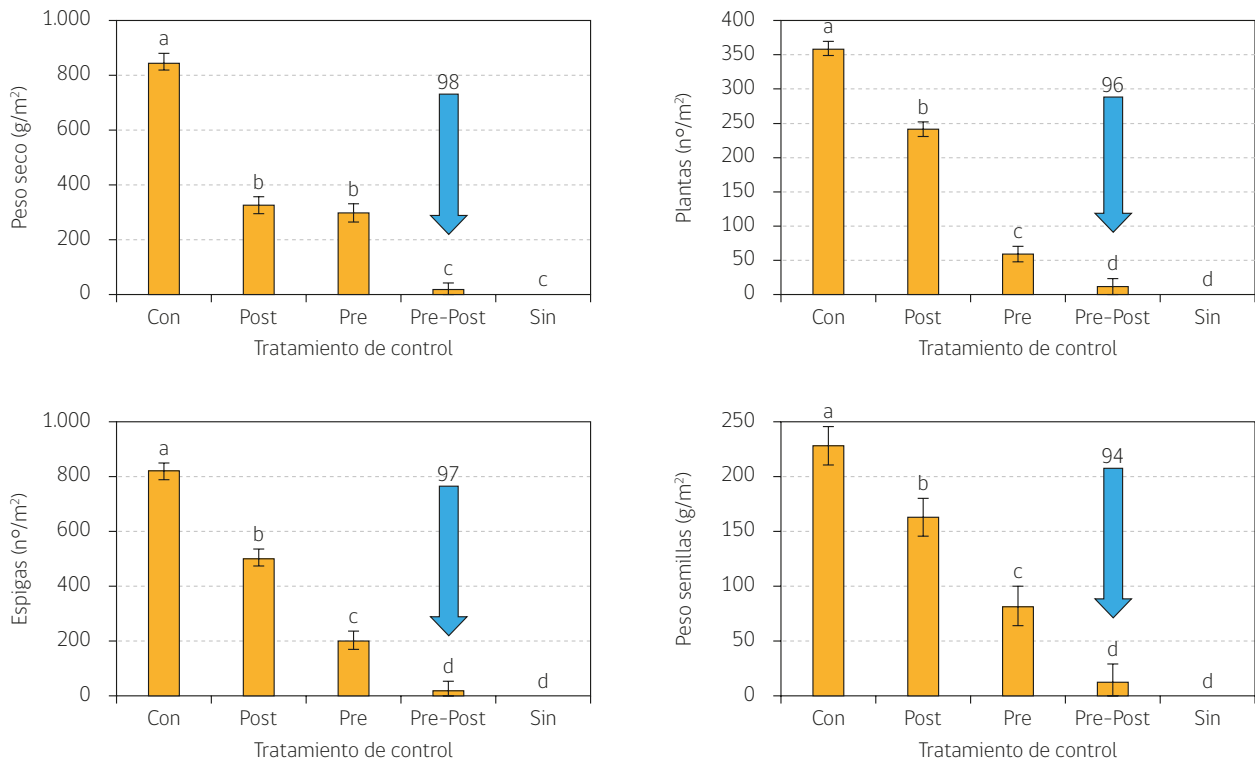 Peso seco (g/m²)
1.000
800
600
400
200
0
a
b
b
98
c
c
Con Post Pre Pre-Post Sin
Tratamiento de control
Plantas (nº/m²)
400
350
300
250
200
150
100
50
0
a
b
c
96
d
d
Con Post Pre Pre-Post Sin
Tratamiento de control
Espigas (nº/m²)
1.000
800
600
400
200
0
a
b
c
97
d
d
Con Post Pre Pre-Post Sin
Tratamiento de control
Peso semillas (g/m²)
250
200
150
100
50
0
a
b
c
94
d
d
Con Post Pre Pre-Post Sin
Tratamiento de control